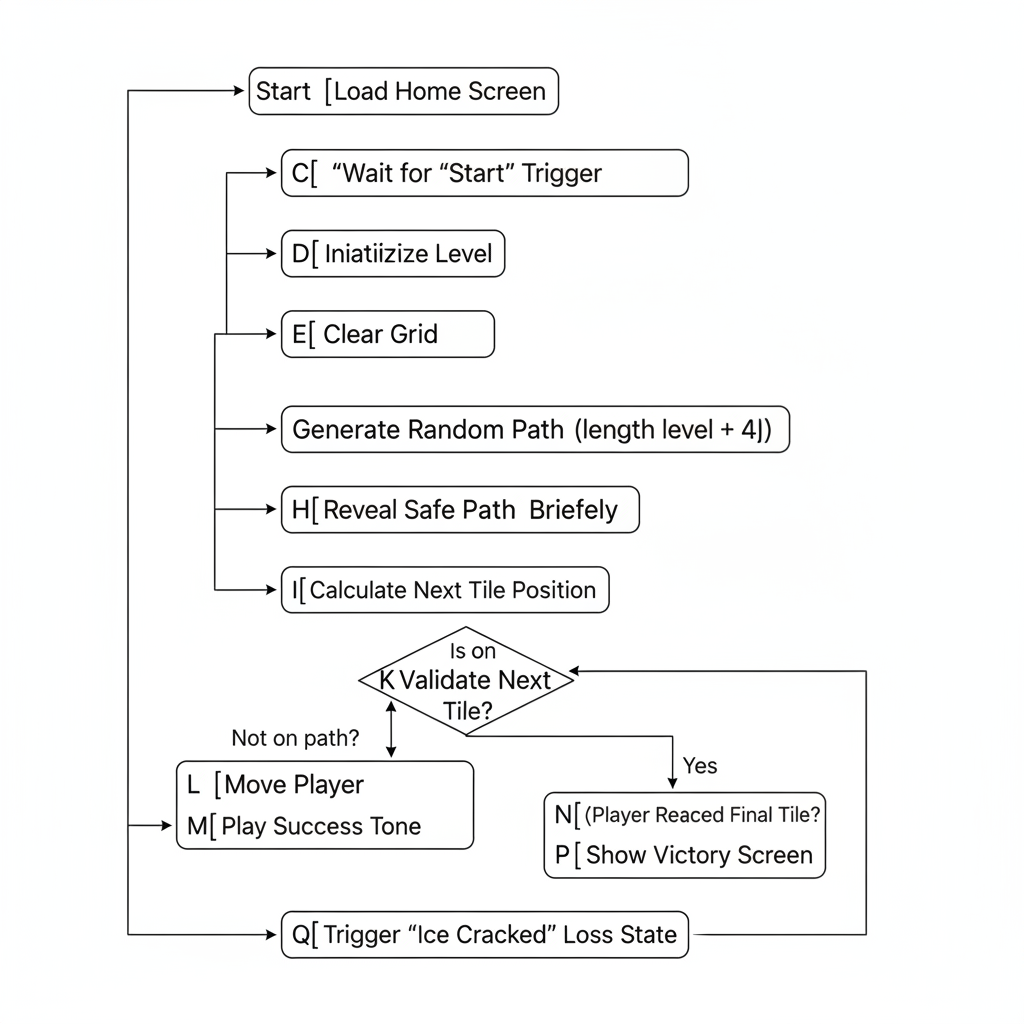 Start [Load Home Screen
C[ “Wait for “Start” Trigger
D[ Iniatiizize Level
E[ Clear Grid
Generate Random Path (length level + 4J)
H[ Reveal Safe Path Briefely
I[ Calculate Next Tile Position
Is on
K Validate Next
Tile?
Not on path?
L [Move Player
M[ Play Success Tone
Yes
N[ (Player Reaced Final Tile?
P[ Show Victory Screen
Q[ Trigger “Ice Cracked” Loss State